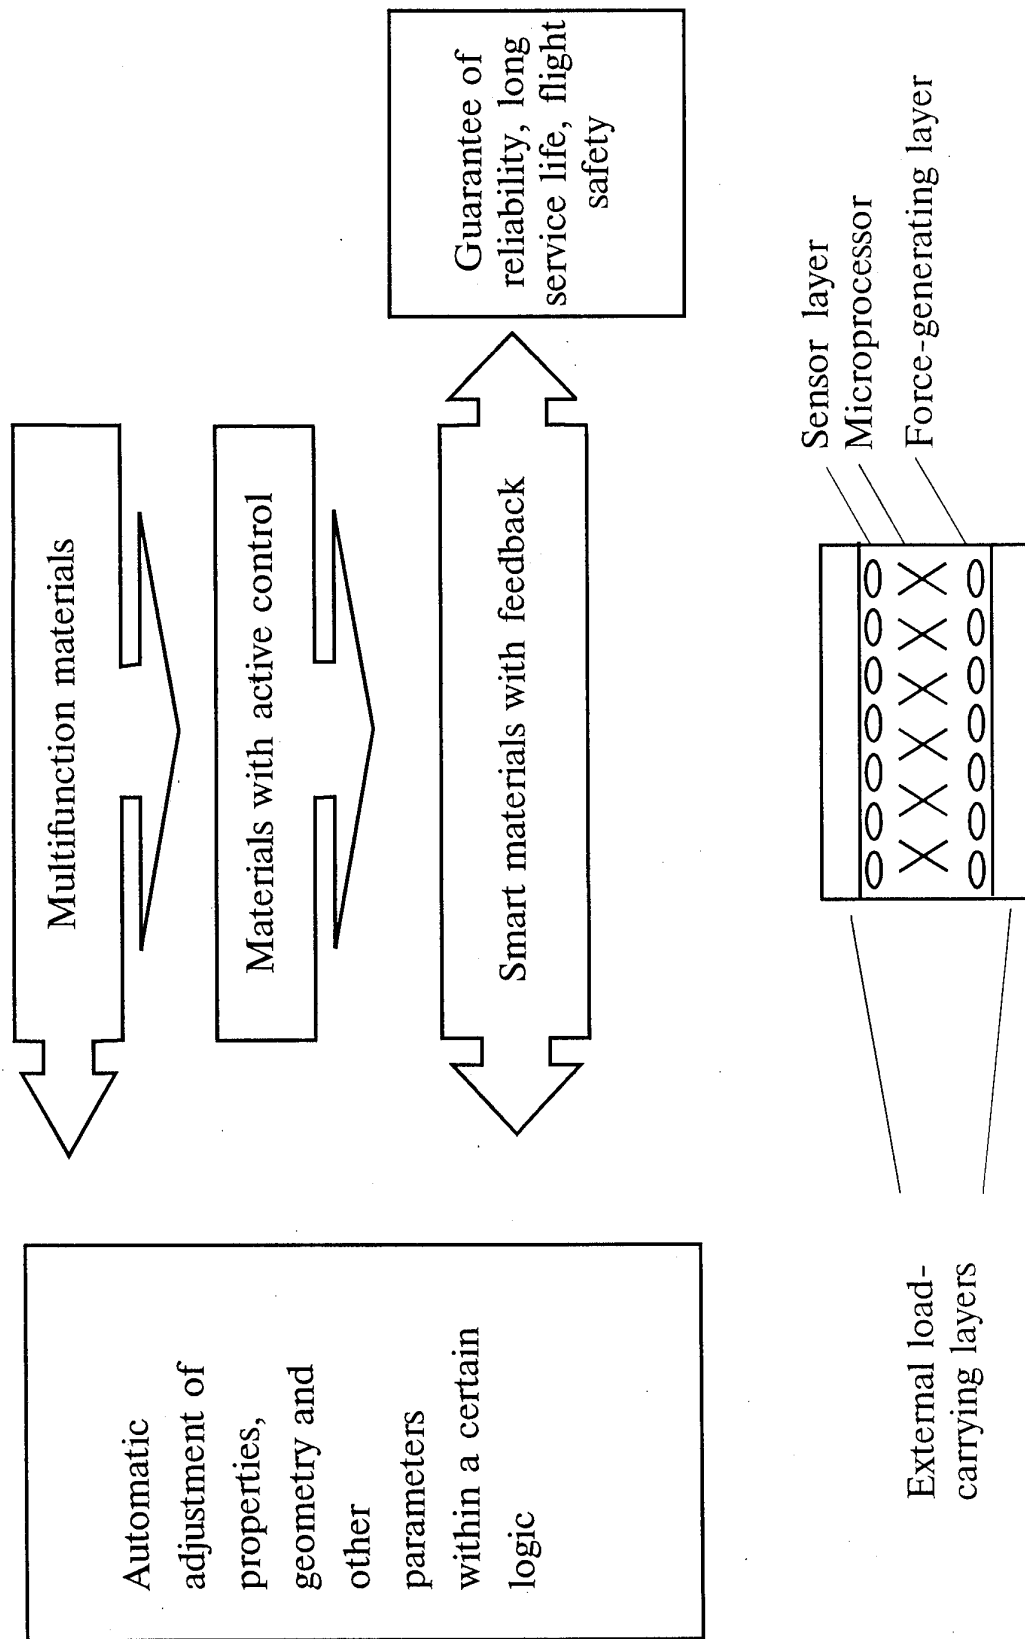 Multifunction materials
Materials with active control
Smart materials with feedback
Automatic
adjustment of
properties,
geometry and
other
parameters
within a certain
logic
Guarantee of
reliability, long
service life, flight
safety
External load-
carrying layers
Sensor layer
Microprocessor
Force-generating layer